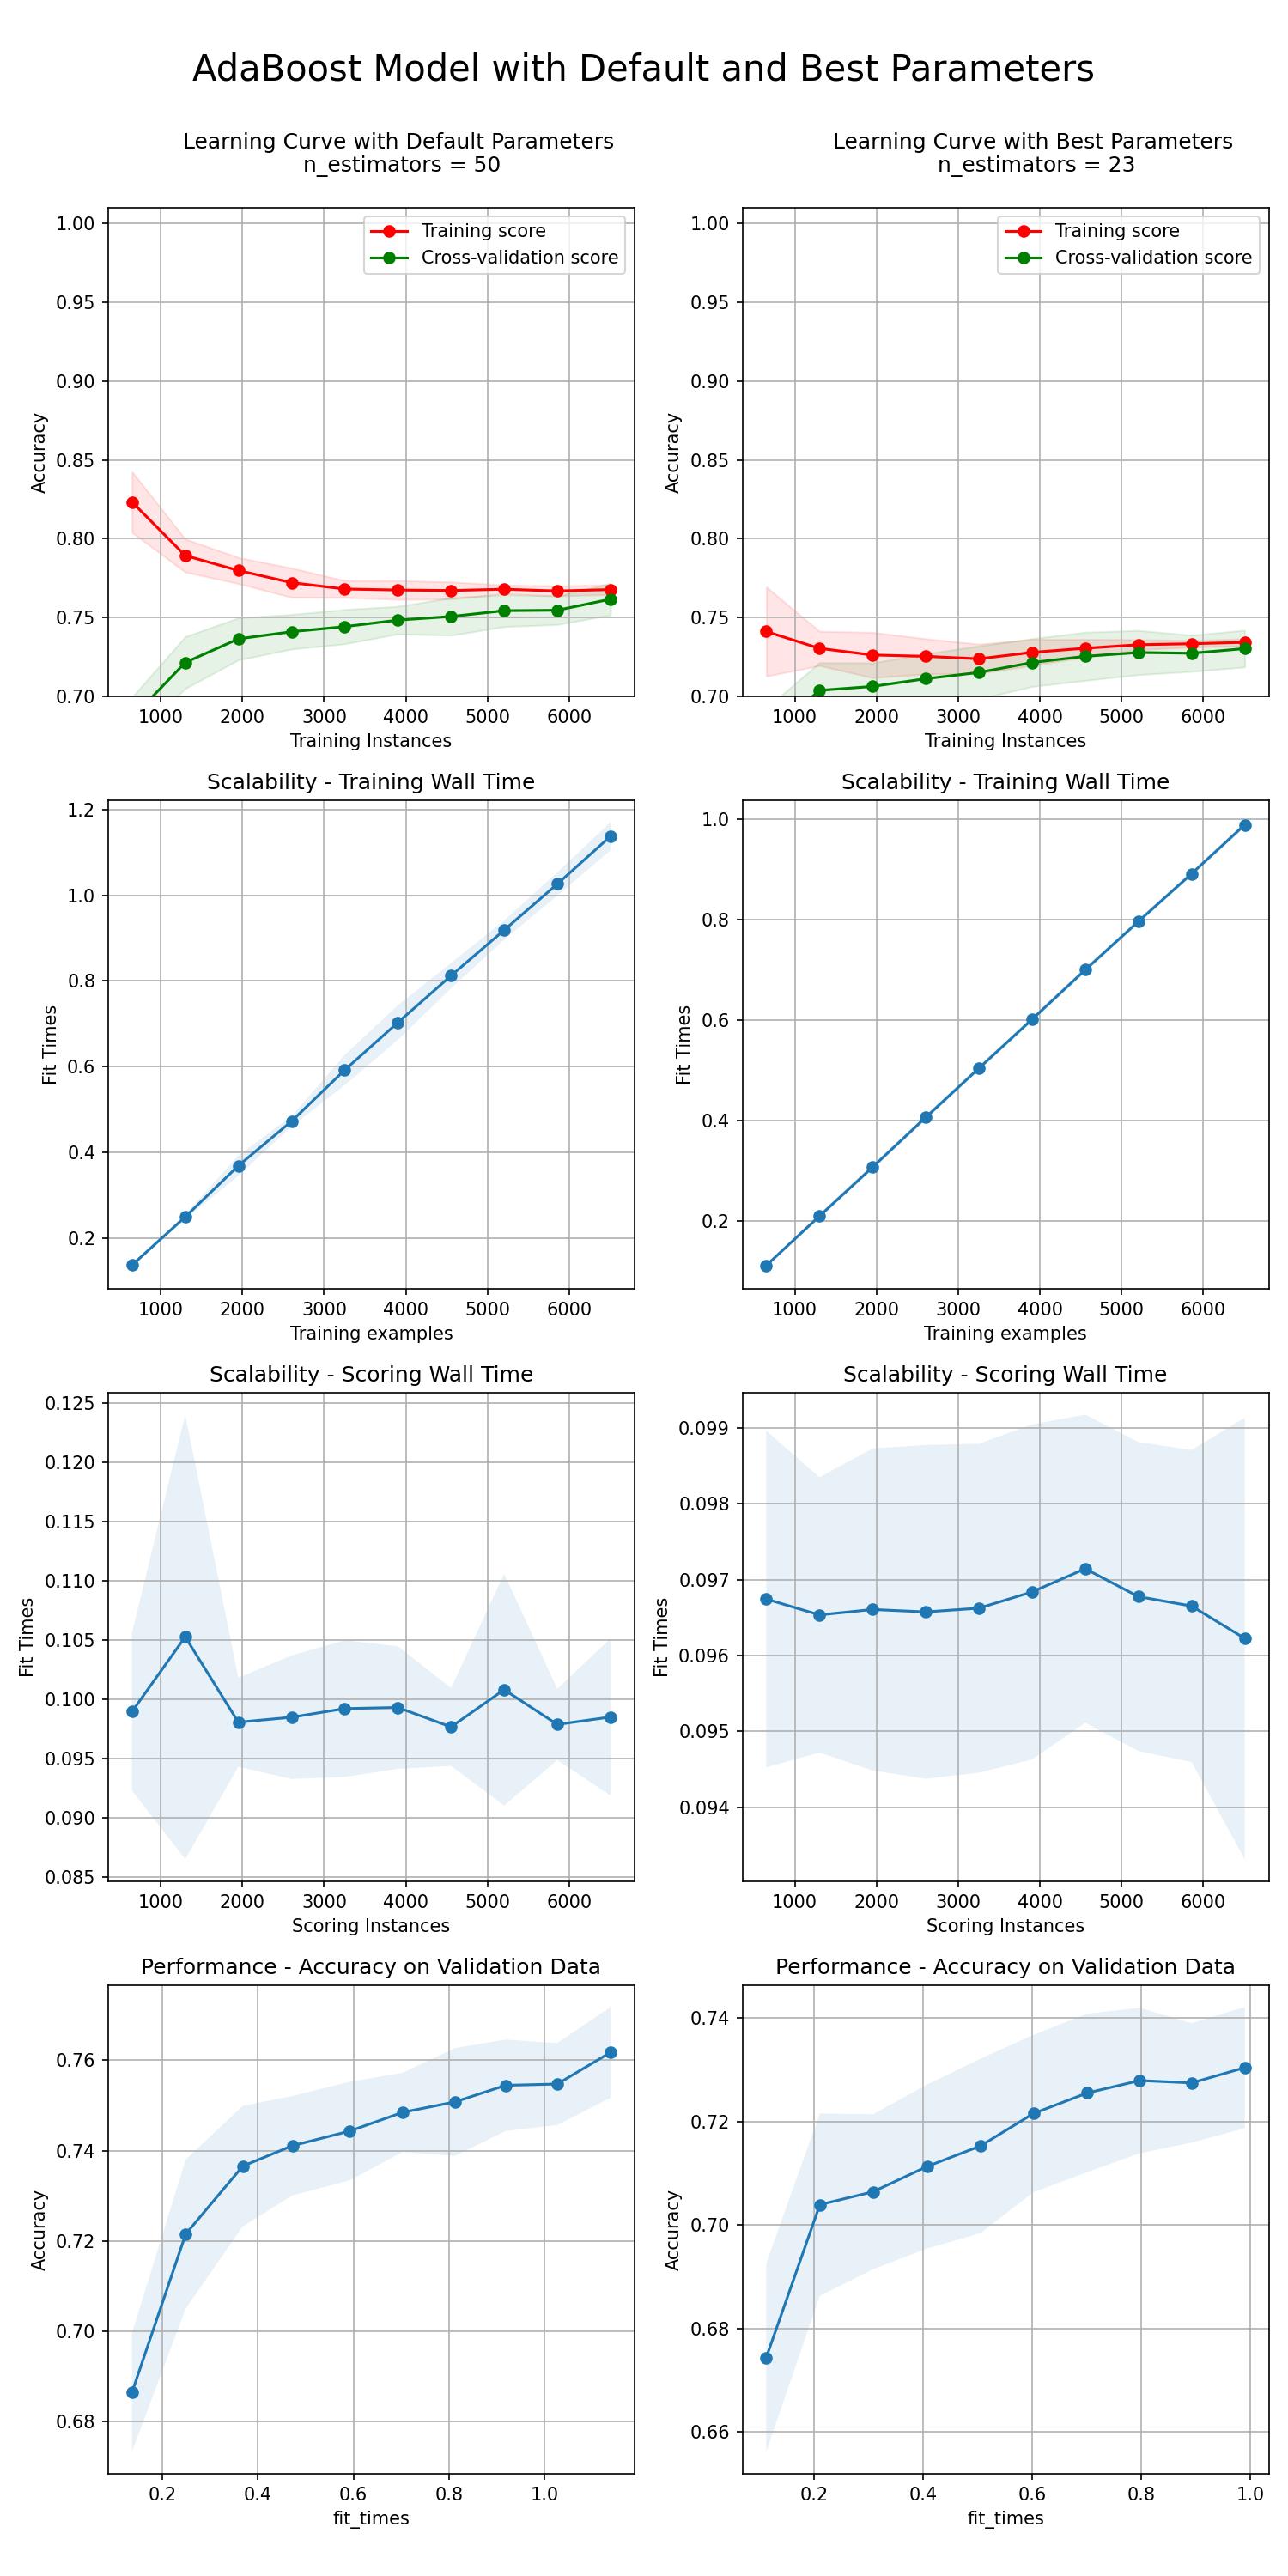 AdaBoost Model with Default and Best Parameters
Learning Curve with Default Parameters
n_estimators = 50
1.00
0.95
0.90
0.85
0.80
0.75
0.70
Accuracy
Training score
Cross-validation score
1000 2000 3000 4000 5000 6000
Training Instances
Learning Curve with Best Parameters
n_estimators = 23
1.00
0.95
0.90
0.85
0.80
0.75
0.70
Accuracy
Training score
Cross-validation score
1000 2000 3000 4000 5000 6000
Training Instances
Scalability - Training Wall Time
1.2
1.0
0.8
0.6
0.4
0.2
Fit Times
1000 2000 3000 4000 5000 6000
Training examples
Scalability - Training Wall Time
1.0
0.8
0.6
0.4
0.2
Fit Times
1000 2000 3000 4000 5000 6000
Training examples
Scalability - Scoring Wall Time
0.125
0.120
0.115
0.110
0.105
0.100
0.095
0.090
0.085
Fit Times
1000 2000 3000 4000 5000 6000
Scoring Instances
Scalability - Scoring Wall Time
0.099
0.098
0.097
0.096
0.095
0.094
Fit Times
1000 2000 3000 4000 5000 6000
Scoring Instances
Performance - Accuracy on Validation Data
0.76
0.74
0.72
0.70
0.68
Accuracy
0.2 0.4 0.6 0.8 1.0
fit_times
Performance - Accuracy on Validation Data
0.74
0.72
0.70
0.68
0.66
Accuracy
0.2 0.4 0.6 0.8 1.0
fit_times